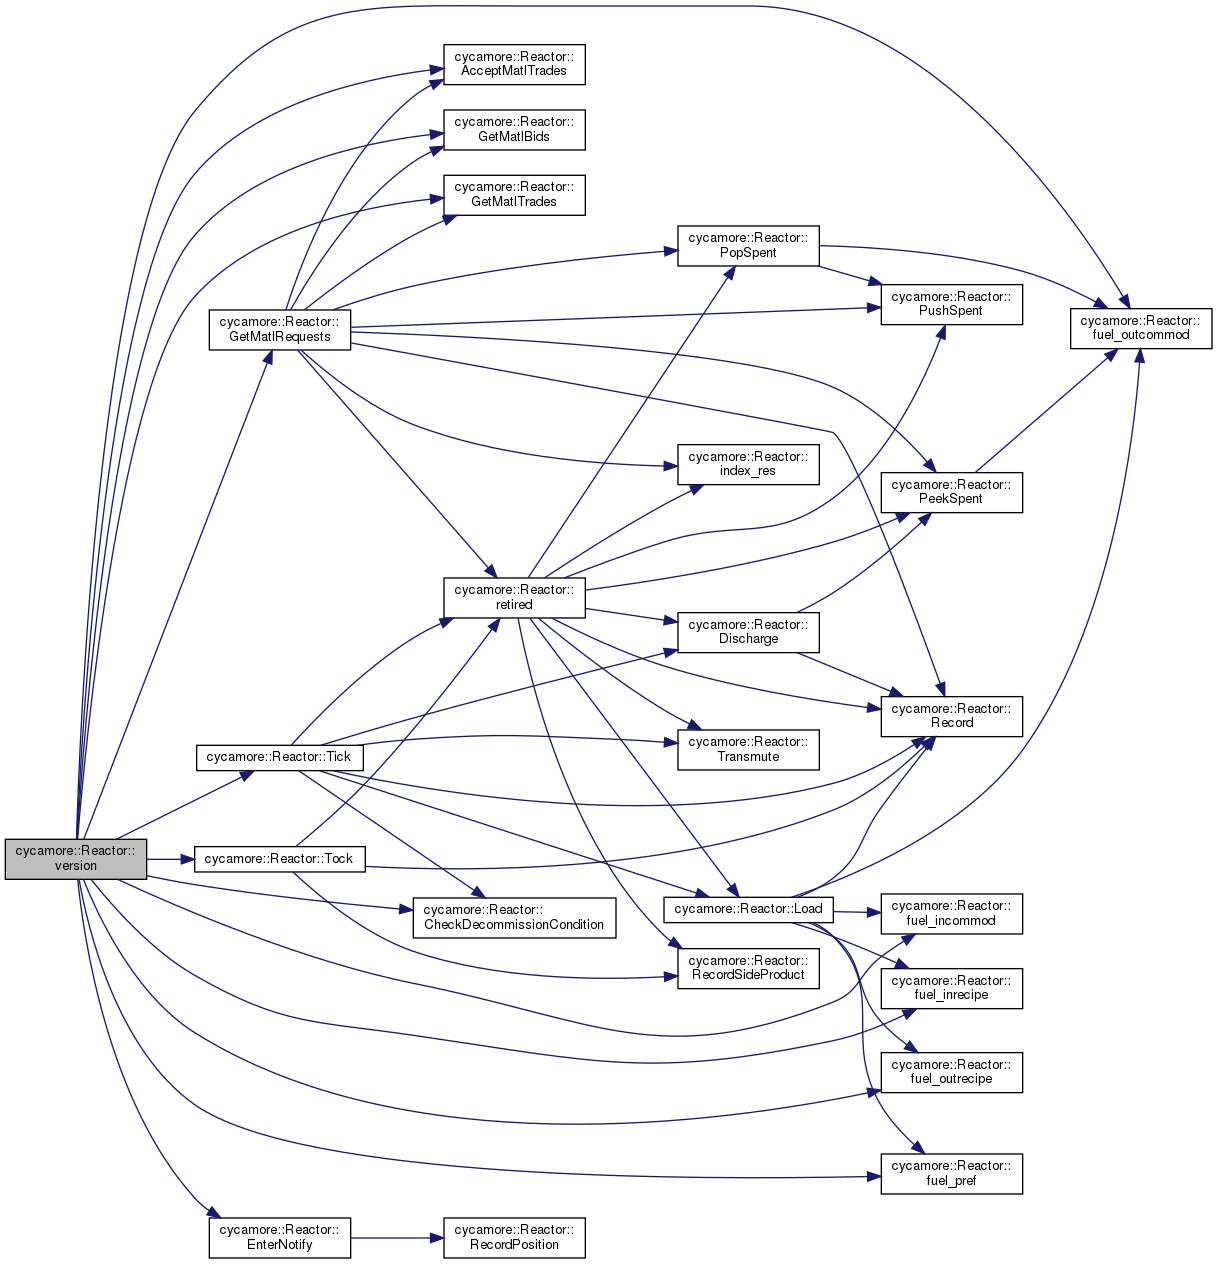 cycamore::Reactor::
AcceptMatlTrades
cycamore::Reactor::
GetMatlBids
cycamore::Reactor::
GetMatlTrades
cycamore::Reactor::
PopSpent
cycamore::Reactor::
PushSpent
cycamore::Reactor::
fuel_outcommod
cycamore::Reactor::
GetMatlRequests
cycamore::Reactor::
index_res
cycamore::Reactor::
PeekSpent
cycamore::Reactor::
retired
cycamore::Reactor::
Discharge
cycamore::Reactor::
Record
cycamore::Reactor::
Transmute
cycamore::Reactor::Tick
cycamore::Reactor::
version
cycamore::Reactor::Tock
cycamore::Reactor::
CheckDecommissionCondition
cycamore::Reactor::Load
cycamore::Reactor::
fuel_incommod
cycamore::Reactor::
RecordSideProduct
cycamore::Reactor::
fuel_inrecipe
cycamore::Reactor::
fuel_outrecipe
cycamore::Reactor::
fuel_pref
cycamore::Reactor::
EnterNotify
cycamore::Reactor::
RecordPosition